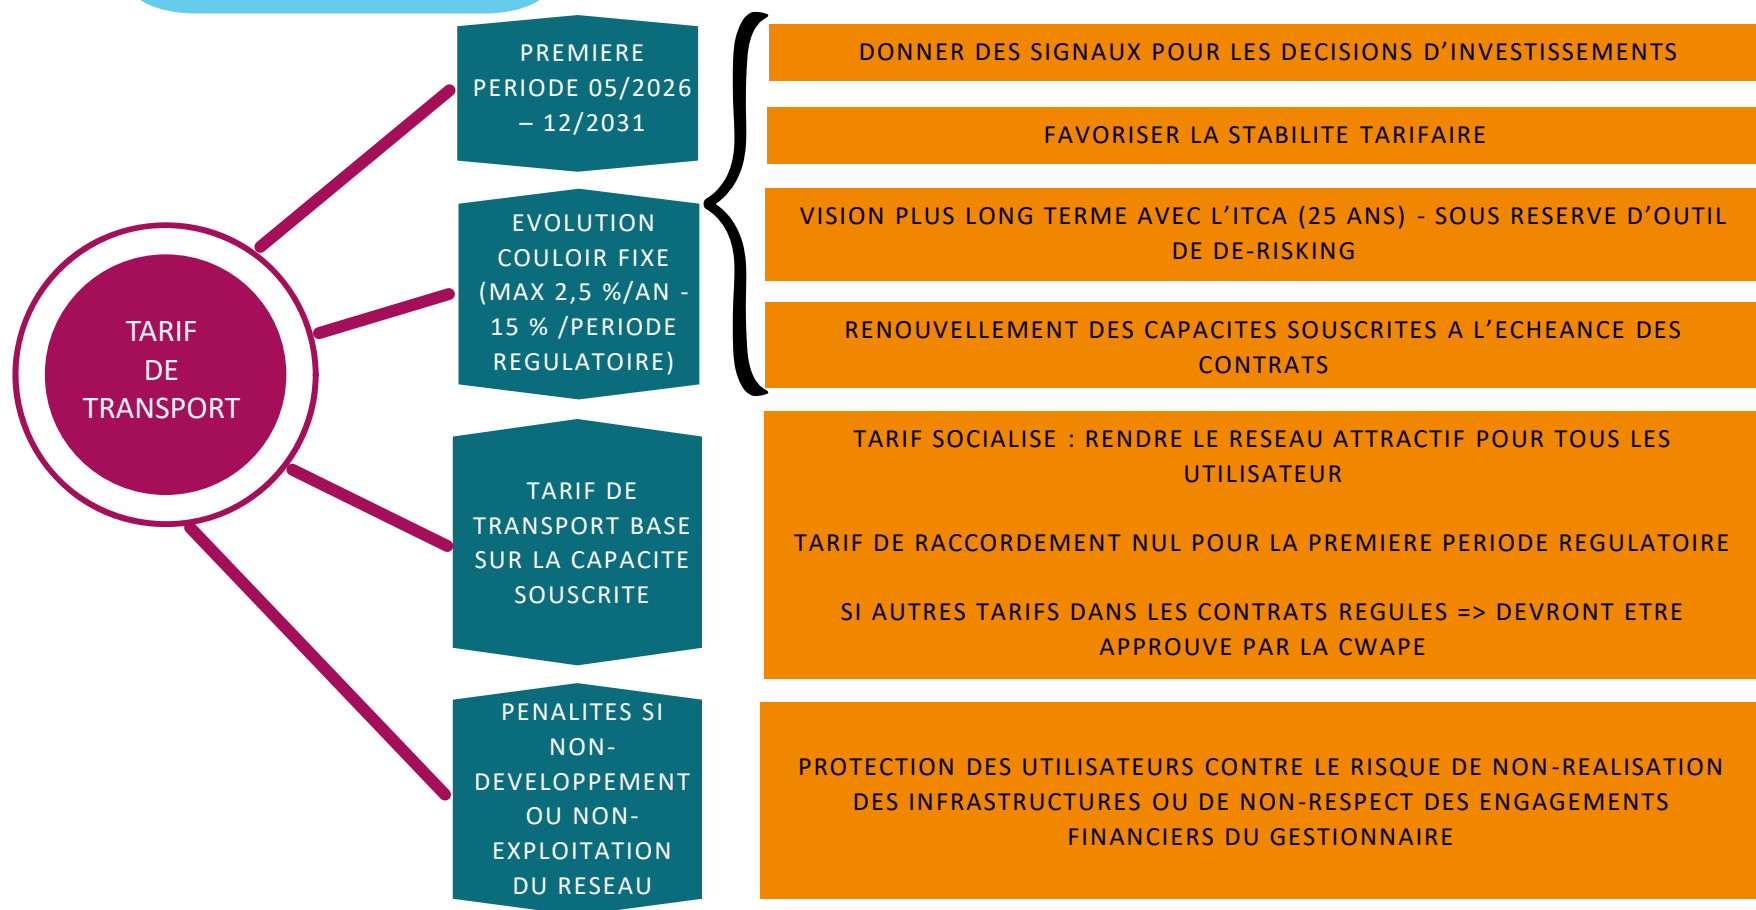 TARIF
DE
TRANSPORT
PREMIERE
PERIODE 05/2026
– 12/2031
EVOLUTION
COULOIR FIXE
(MAX 2,5 %/AN -
15 % /PERIODE
REGULATOIRE)
DONNER DES SIGNAUX POUR LES DECISIONS D’INVESTISSEMENTS
FAVORISER LA STABILITE TARIFAIRE
VISION PLUS LONG TERME AVEC L’ITCA (25 ANS) - SOUS RESERVE D’OUTIL
DE DE-RISKING
RENOUVELLEMENT DES CAPACITES SOUSCRITES A L’ECHEANCE DES
CONTRATS
TARIF DE
TRANSPORT BASE
SUR LA CAPACITE
SOUSCRITE
TARIF SOCIALISE : RENDRE LE RESEAU ATTRACTIF POUR TOUS LES
UTILISATEUR
TARIF DE RACCORDEMENT NUL POUR LA PREMIERE PERIODE REGULATOIRE
SI AUTRES TARIFS DANS LES CONTRATS REGULES => DEVRONT ETRE
APPROUVE PAR LA CWAPE
PENALITES SI
NON-
DEVELOPPEMENT
OU NON-
EXPLOITATION
DU RESEAU
PROTECTION DES UTILISATEURS CONTRE LE RISQUE DE NON-REALISATION
DES INFRASTRUCTURES OU DE NON-RESPECT DES ENGAGEMENTS
FINANCIERS DU GESTIONNAIRE